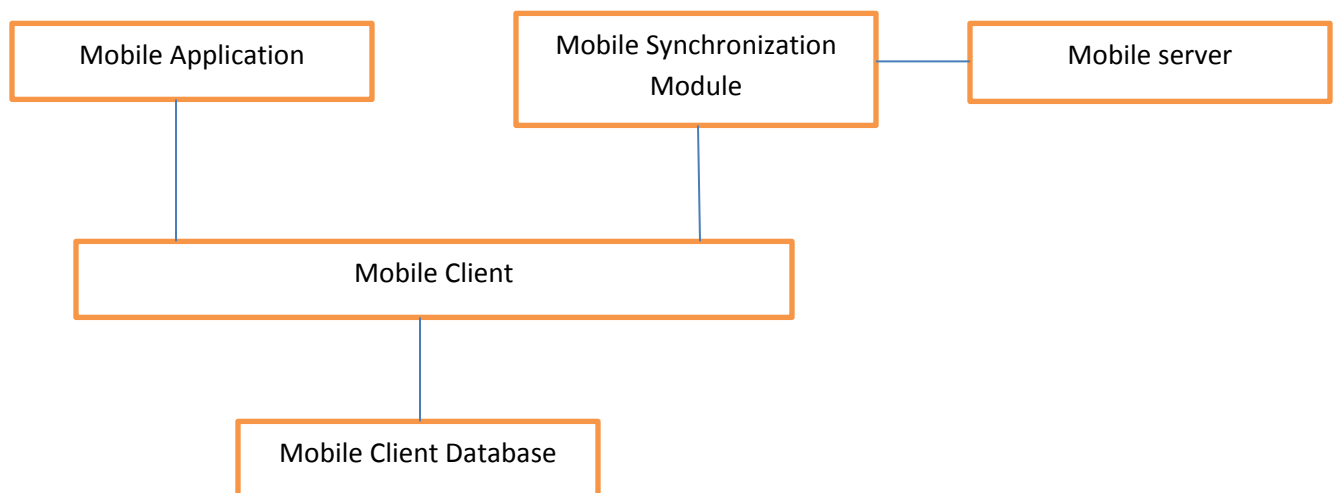 Mobile Application
Mobile Synchronization
Module
Mobile server
Mobile Client
Mobile Client Database